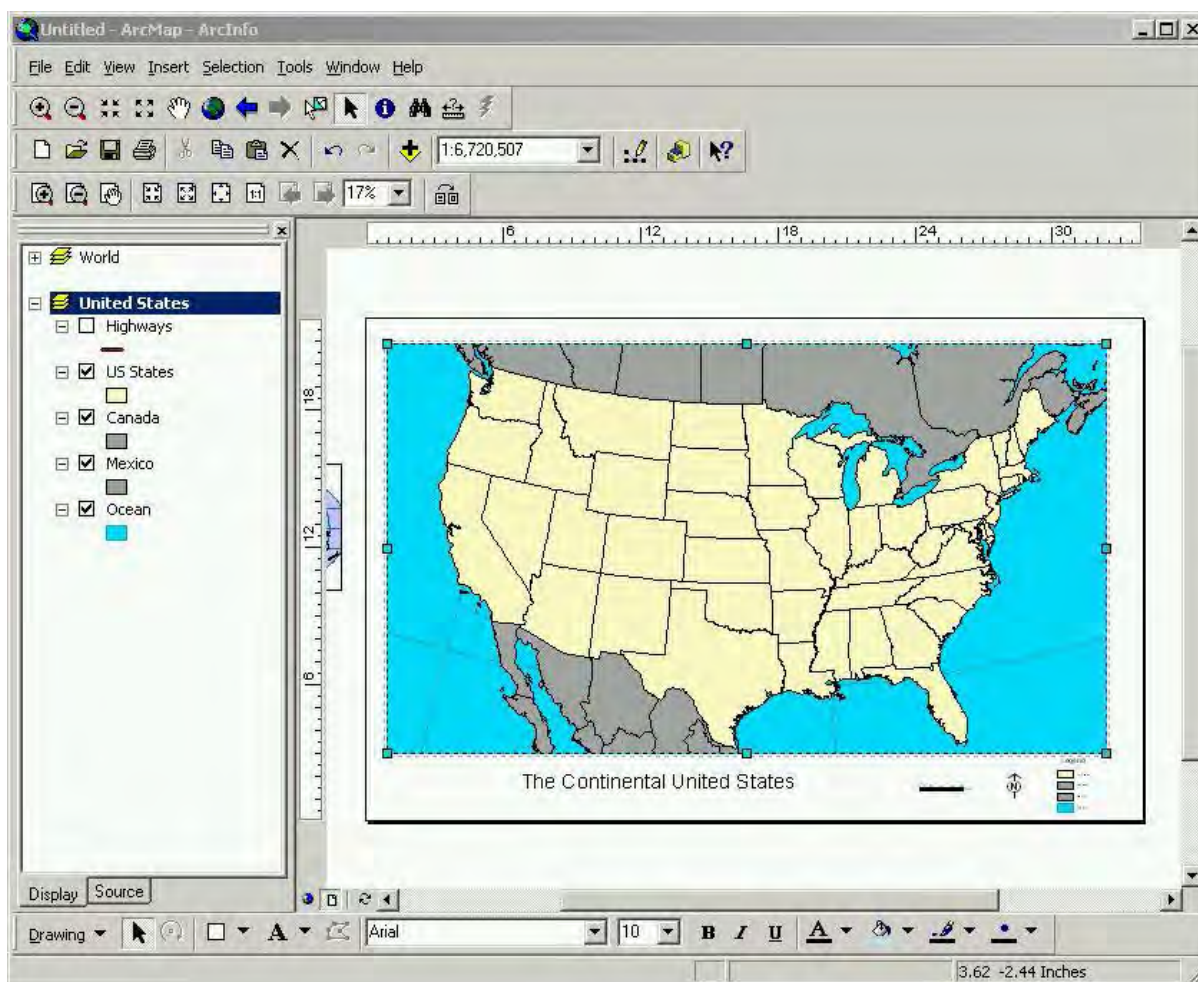 Untitled - ArcMap - ArcInfo
File Edit View Insert Selection Tools Window Help
1:6,720,507
17%
World
United States
Highways
US States
Canada
Mexico
Ocean
6 12 18 24 30
18
12
6
The Continental United States
N
Display Source
Drawing A Arial 10 B I U A
3.62 -2.44 Inches